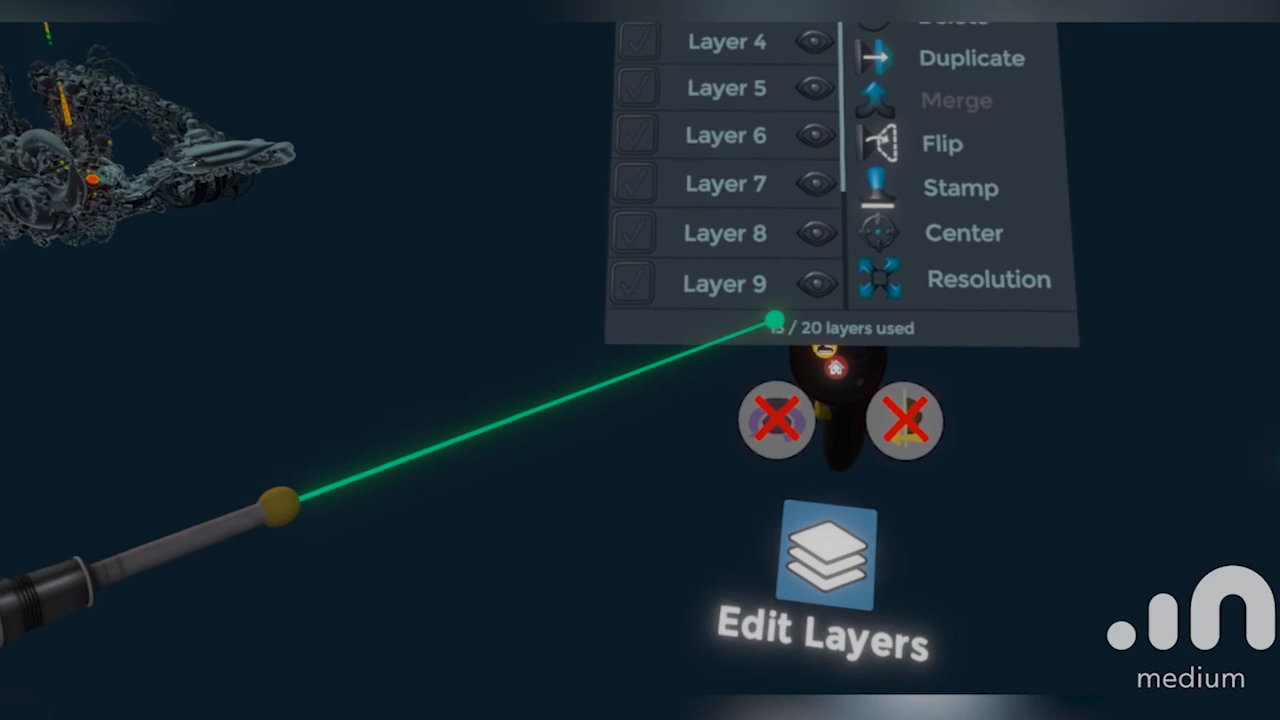 Layer 4
Layer 5
Layer 6
Layer 7
Layer 8
Layer 9
Delete
Duplicate
Merge
Flip
Stamp
Center
Resolution
/ 20 layers used
Edit Layers
medium